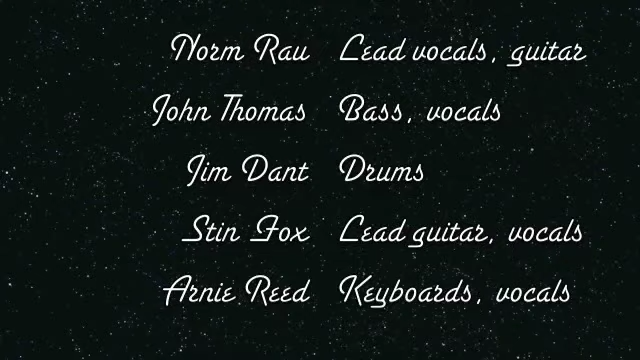 Norm Rau Lead vocals, guitar
John Thomas Bass, vocals
Jim Dant Drums
Stin Fox Lead guitar, vocals
Arnie Reed Keyboards, vocals